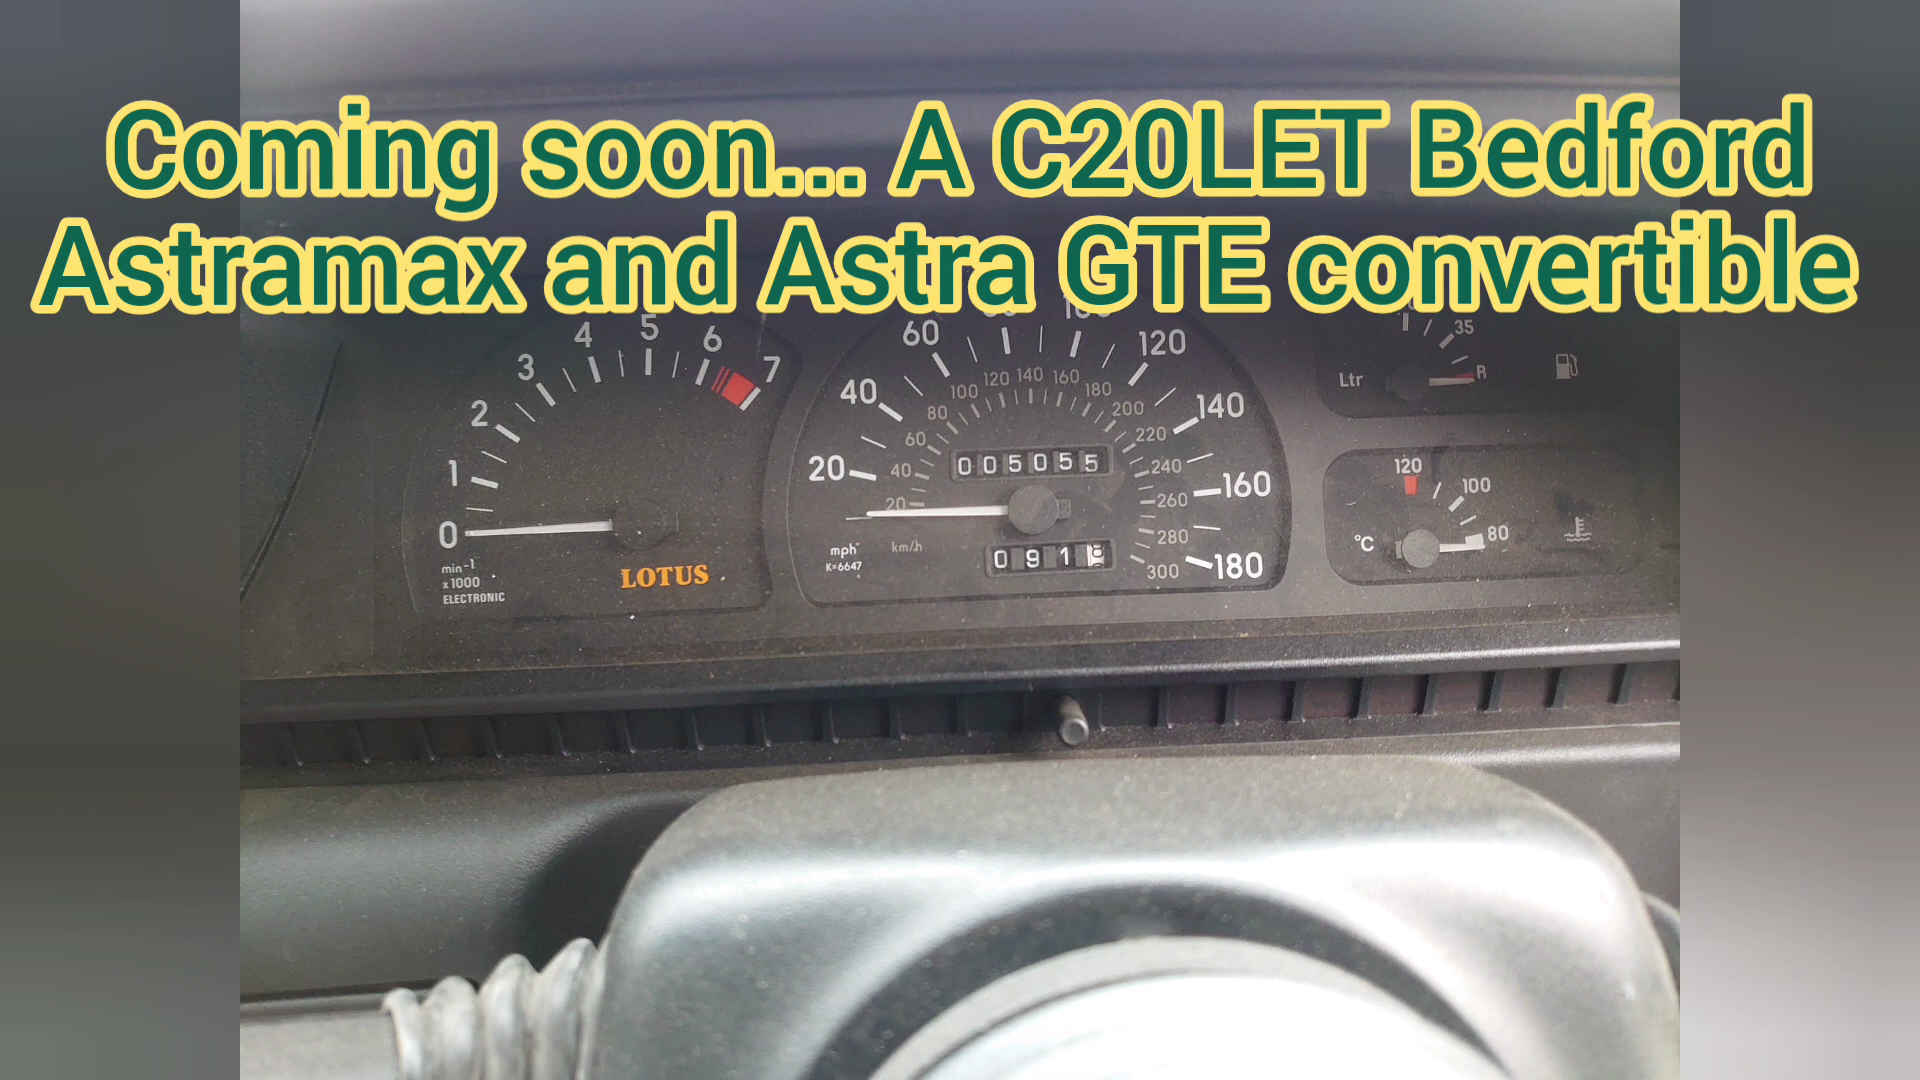 Coming soon... A C20LET Bedford
Astramax and Astra GTE convertible
0 1 2 3 4 5 6 7
min-1
x1000
ELECTRONIC
LOTUS
20 40 60 120 140 160 180
20 40 60 80 100 120 140 160 180 200 220 240 260 280 300
005055
mph km/h
K=6647
091
35
Ltr R
120
100
80
°C